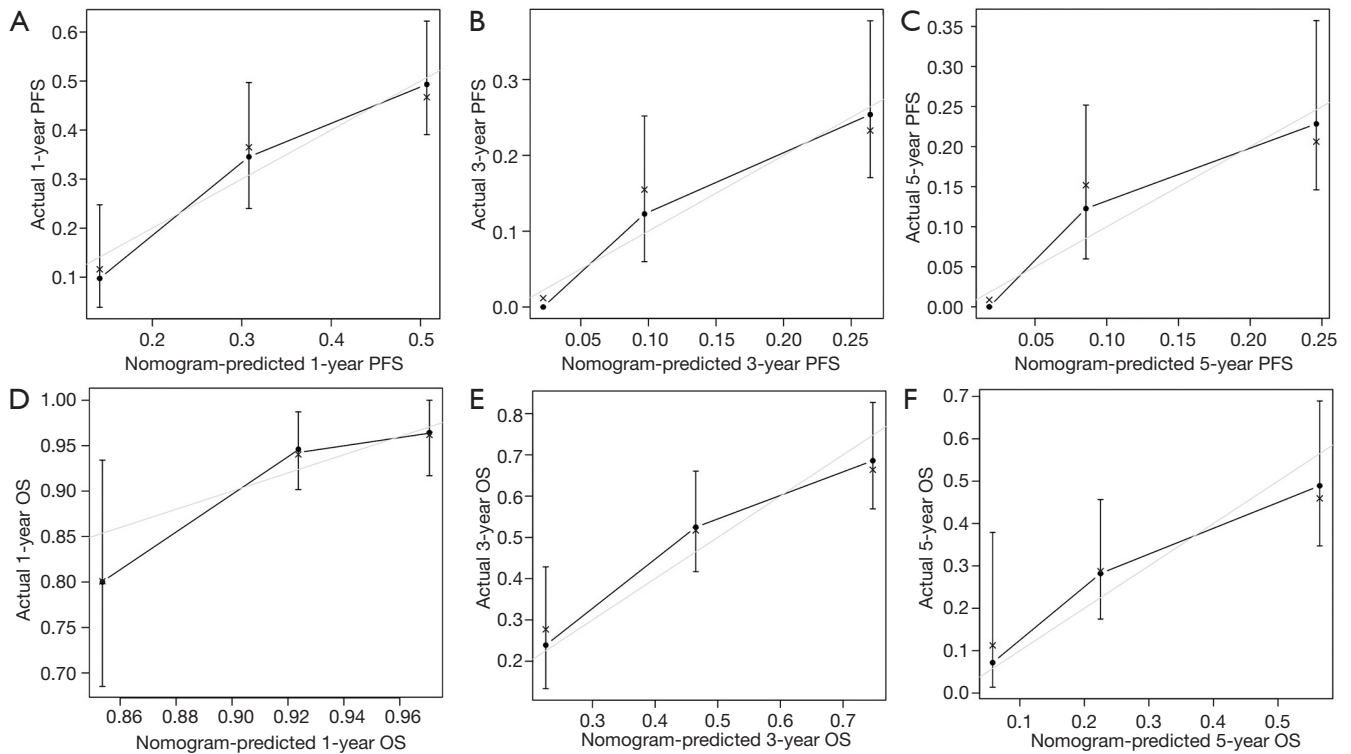 A
0.6
0.5
0.4
0.3
0.2
0.1
Actual 1-year PFS
0.2 0.3 0.4 0.5
Nomogram-predicted 1-year PFS
B
0.3
0.2
0.1
0.0
Actual 3-year PFS
0.05 0.10 0.15 0.20 0.25
Nomogram-predicted 3-year PFS
C
0.35
0.30
0.25
0.20
0.15
0.10
0.05
0.00
Actual 5-year PFS
0.05 0.10 0.15 0.20 0.25
Nomogram-predicted 5-year PFS
D
1.00
0.95
0.90
0.85
0.80
0.75
0.70
Actual 1-year OS
0.86 0.88 0.90 0.92 0.94 0.96
Nomogram-predicted 1-year OS
E
0.8
0.7
0.6
0.5
0.4
0.3
0.2
Actual 3-year OS
0.3 0.4 0.5 0.6 0.7
Nomogram-predicted 3-year OS
F
0.7
0.6
0.5
0.4
0.3
0.2
0.1
0.0
Actual 5-year OS
0.1 0.2 0.3 0.4 0.5
Nomogram-predicted 5-year OS